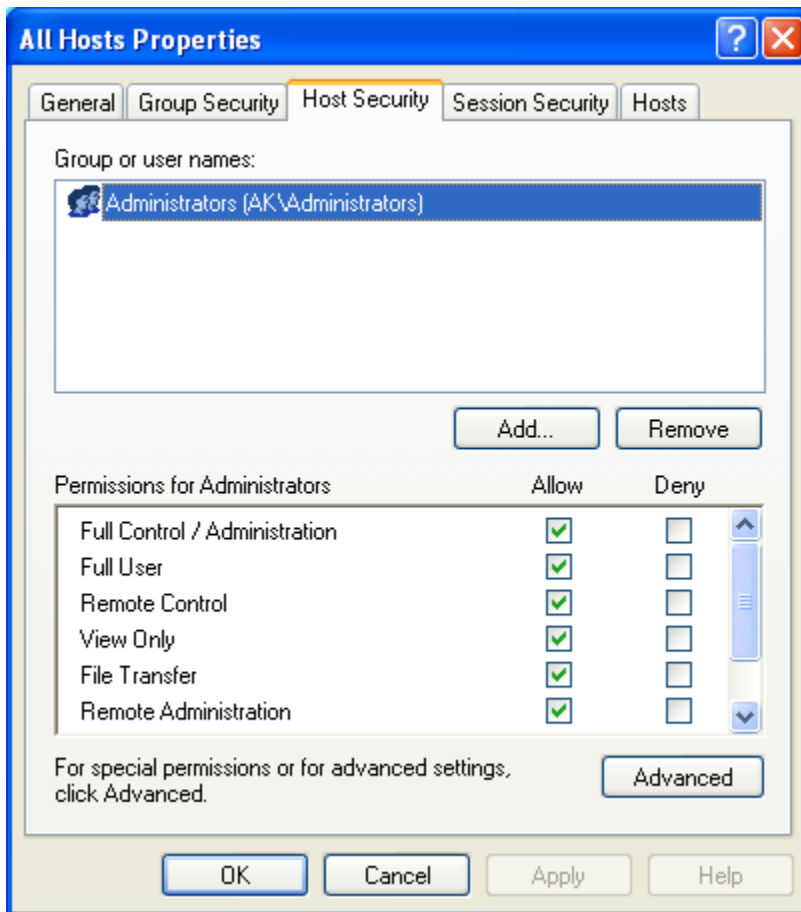 All Hosts Properties
General Group Security Host Security Session Security Hosts
Group or user names:
Administrators (AK\Administrators)
Add... Remove
Permissions for Administrators Allow Deny
Full Control / Administration
Full User
Remote Control
View Only
File Transfer
Remote Administration
For special permissions or for advanced settings,
click Advanced.
Advanced
OK Cancel Apply Help